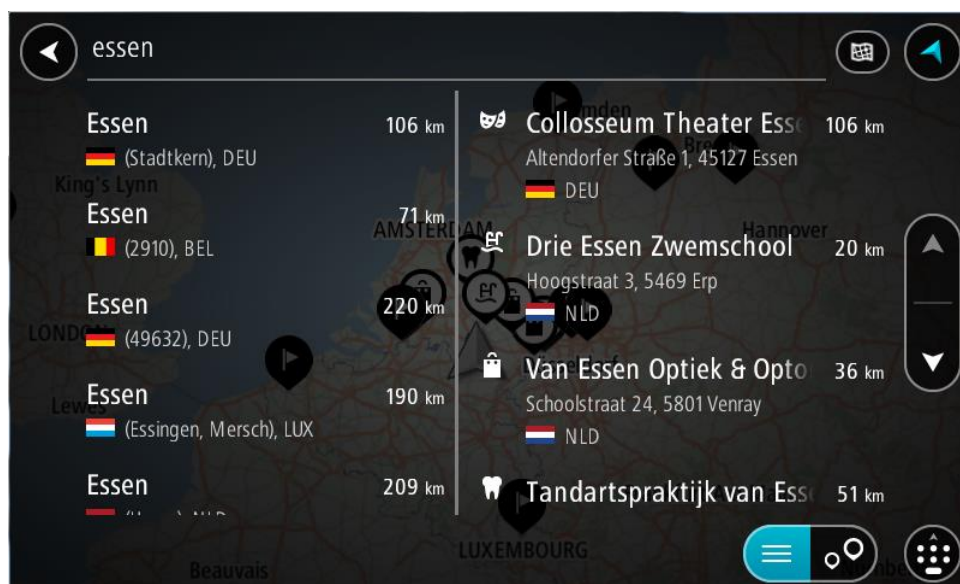 essen
Essen 106 km
(Stadtkern), DEU
Essen 71 km
(2910), BEL
Essen 220 km
(49632), DEU
Essen 190 km
(Essingen, Mersch), LUX
Essen 209 km
NLD
Collosseum Theater Esse 106 km
Altendorfer Straße 1, 45127 Essen
DEU
Drie Essen Zwemschool 20 km
Hoogstraat 3, 5469 Erp
NLD
Van Essen Optiek & Opto 36 km
Schoolstraat 24, 5801 Venray
NLD
Tandartspraktijk van Esse 51 km
King's Lynn
AMSTERDAM
Hannover
LONDON
Lewes
LUXEMBOURG
Beauvais